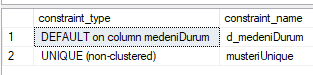 constraint_type constraint_name
1 DEFAULT on column medeniDurum d_medeniDurum
2 UNIQUE (non-clustered) musteriUnique